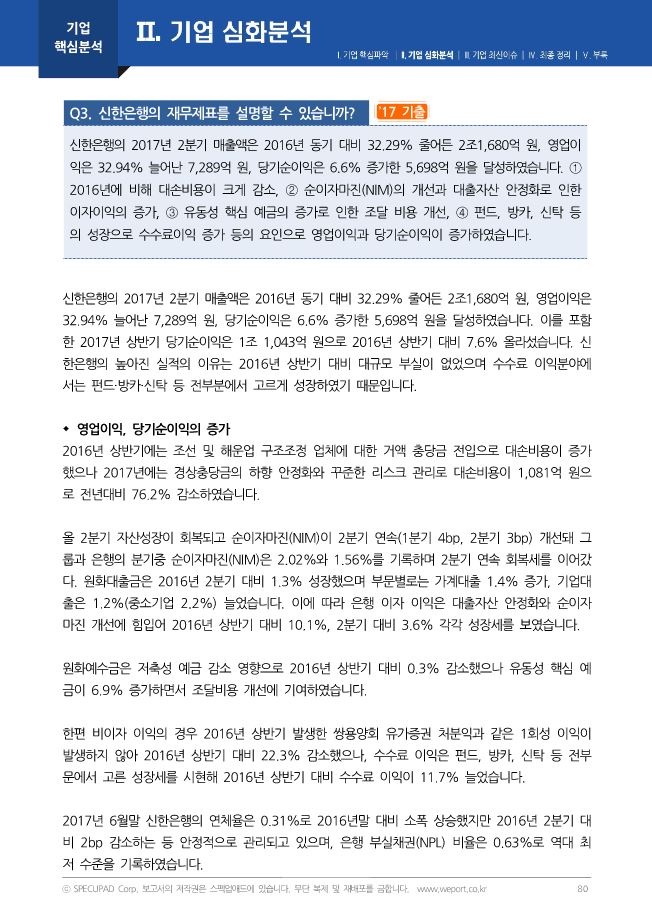 기업
핵심분석
Ⅱ. 기업 심화분석
Ⅰ. 기업 핵심파악 | Ⅱ. 기업 심화분석 | Ⅲ. 기업 최신이슈 | Ⅳ. 최종 정리 | Ⅴ. 부록
Q3. 신한은행의 재무제표를 설명할 수 있습니까? '17 기출
신한은행의 2017년 2분기 매출액은 2016년 동기 대비 32.29% 줄어든 2조1,680억 원, 영업이
익은 32.94% 늘어난 7,289억 원, 당기순이익은 6.6% 증가한 5,698억 원을 달성하였습니다. ①
2016년에 비해 대손비용이 크게 감소, ② 순이자마진(NIM)의 개선과 대출자산 안정화로 인한
이자이익의 증가, ③ 유동성 핵심 예금의 증가로 인한 조달 비용 개선, ④ 펀드, 방카, 신탁 등
의 성장으로 수수료이익 증가 등의 요인으로 영업이익과 당기순이익이 증가하였습니다.
신한은행의 2017년 2분기 매출액은 2016년 동기 대비 32.29% 줄어든 2조1,680억 원, 영업이익은
32.94% 늘어난 7,289억 원, 당기순이익은 6.6% 증가한 5,698억 원을 달성하였습니다. 이를 포함
한 2017년 상반기 당기순이익은 1조 1,043억 원으로 2016년 상반기 대비 7.6% 올라섰습니다. 신
한은행의 높아진 실적의 이유는 2016년 상반기 대비 대규모 부실이 없었으며 수수료 이익분야에
서는 펀드·방카·신탁 등 전부분에서 고르게 성장하였기 때문입니다.
◆ 영업이익, 당기순이익의 증가
2016년 상반기에는 조선 및 해운업 구조조정 업체에 대한 거액 충당금 전입으로 대손비용이 증가
했으나 2017년에는 경상충당금의 하향 안정화와 꾸준한 리스크 관리로 대손비용이 1,081억 원으
로 전년대비 76.2% 감소하였습니다.
올 2분기 자산성장이 회복되고 순이자마진(NIM)이 2분기 연속(1분기 4bp, 2분기 3bp) 개선돼 그
룹과 은행의 분기중 순이자마진(NIM)은 2.02%와 1.56%를 기록하며 2분기 연속 회복세를 이어갔
다. 원화대출금은 2016년 2분기 대비 1.3% 성장했으며 부문별로는 가계대출 1.4% 증가, 기업대
출은 1.2%(중소기업 2.2%) 늘었습니다. 이에 따라 은행 이자 이익은 대출자산 안정화와 순이자
마진 개선에 힘입어 2016년 상반기 대비 10.1%, 2분기 대비 3.6% 각각 성장세를 보였습니다.
원화예수금은 저축성 예금 감소 영향으로 2016년 상반기 대비 0.3% 감소했으나 유동성 핵심 예
금이 6.9% 증가하면서 조달비용 개선에 기여하였습니다.
한편 비이자 이익의 경우 2016년 상반기 발생한 쌍용양회 유가증권 처분익과 같은 1회성 이익이
발생하지 않아 2016년 상반기 대비 22.3% 감소했으나, 수수료 이익은 펀드, 방카, 신탁 등 전부
문에서 고른 성장세를 시현해 2016년 상반기 대비 수수료 이익이 11.7% 늘었습니다.
2017년 6월말 신한은행의 연체율은 0.31%로 2016년말 대비 소폭 상승했지만 2016년 2분기 대
비 2bp 감소하는 등 안정적으로 관리되고 있으며, 은행 부실채권(NPL) 비율은 0.63%로 역대 최
저 수준을 기록하였습니다.
ⓒ SPECUPAD Corp. 보고서의 저작권은 스펙업애드에 있습니다. 무단 복제 및 재배포를 금합니다. www.weport.co.kr 80